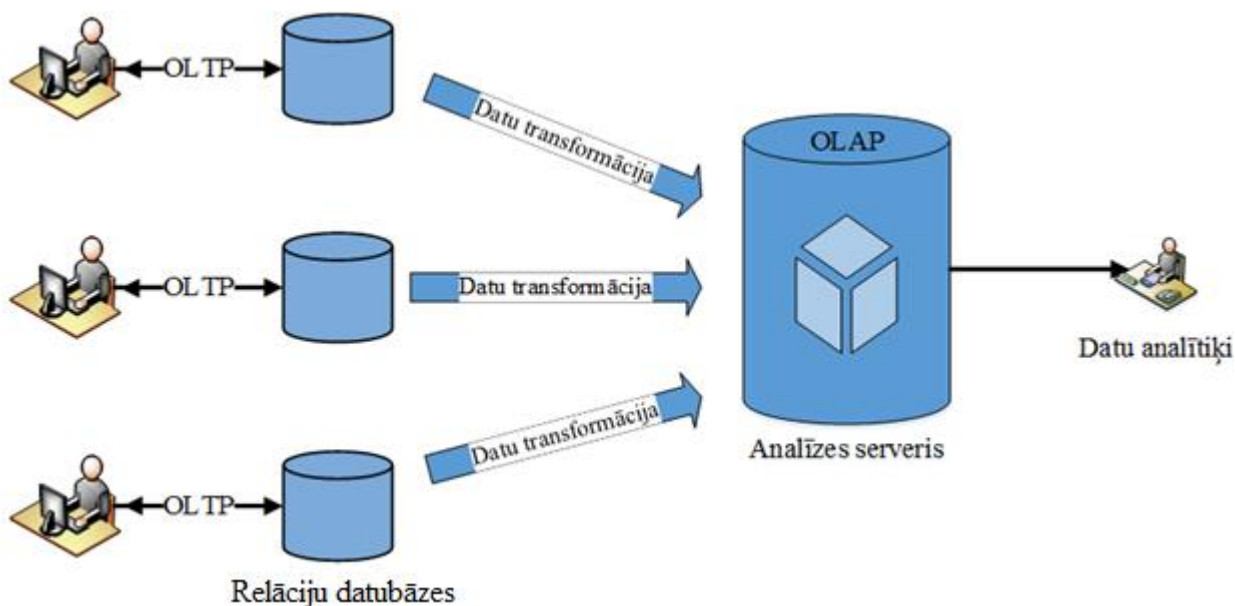 OLTP
Datu transformācija
OLAP
OLTP
Datu transformācija
Datu analītiķi
Datu transformācija
Analīzes serveris
OLTP
Relāciju datubāzes